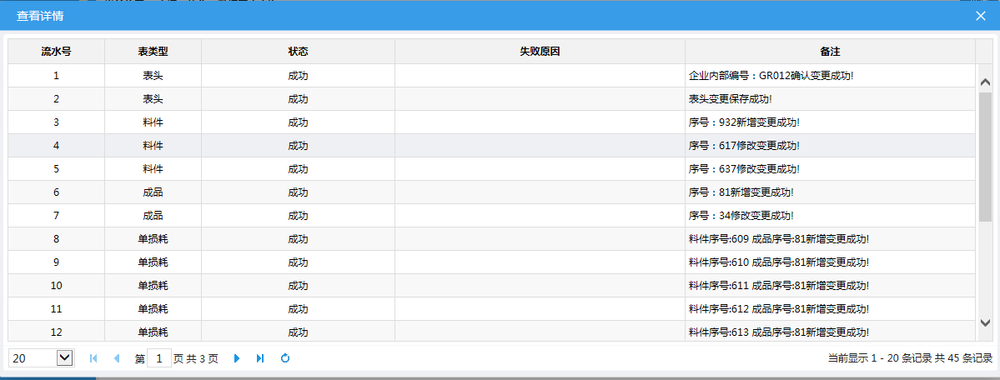 查看详情
流水号 表类型 状态 失败原因 备注
1 表头 成功 企业内部编号：GR012确认变更成功!
2 表头 成功 表头变更保存成功!
3 料件 成功 序号：932新增变更成功!
4 料件 成功 序号：617修改变更成功!
5 料件 成功 序号：637修改变更成功!
6 成品 成功 序号：81新增变更成功!
7 成品 成功 序号：34修改变更成功!
8 单损耗 成功 料件序号:609 成品序号:81新增变更成功!
9 单损耗 成功 料件序号:610 成品序号:81新增变更成功!
10 单损耗 成功 料件序号:611 成品序号:81新增变更成功!
11 单损耗 成功 料件序号:612 成品序号:81新增变更成功!
12 单损耗 成功 料件序号:613 成品序号:81新增变更成功!
20 第 1 页 共 3 页 当前显示 1 - 20 条记录 共 45 条记录